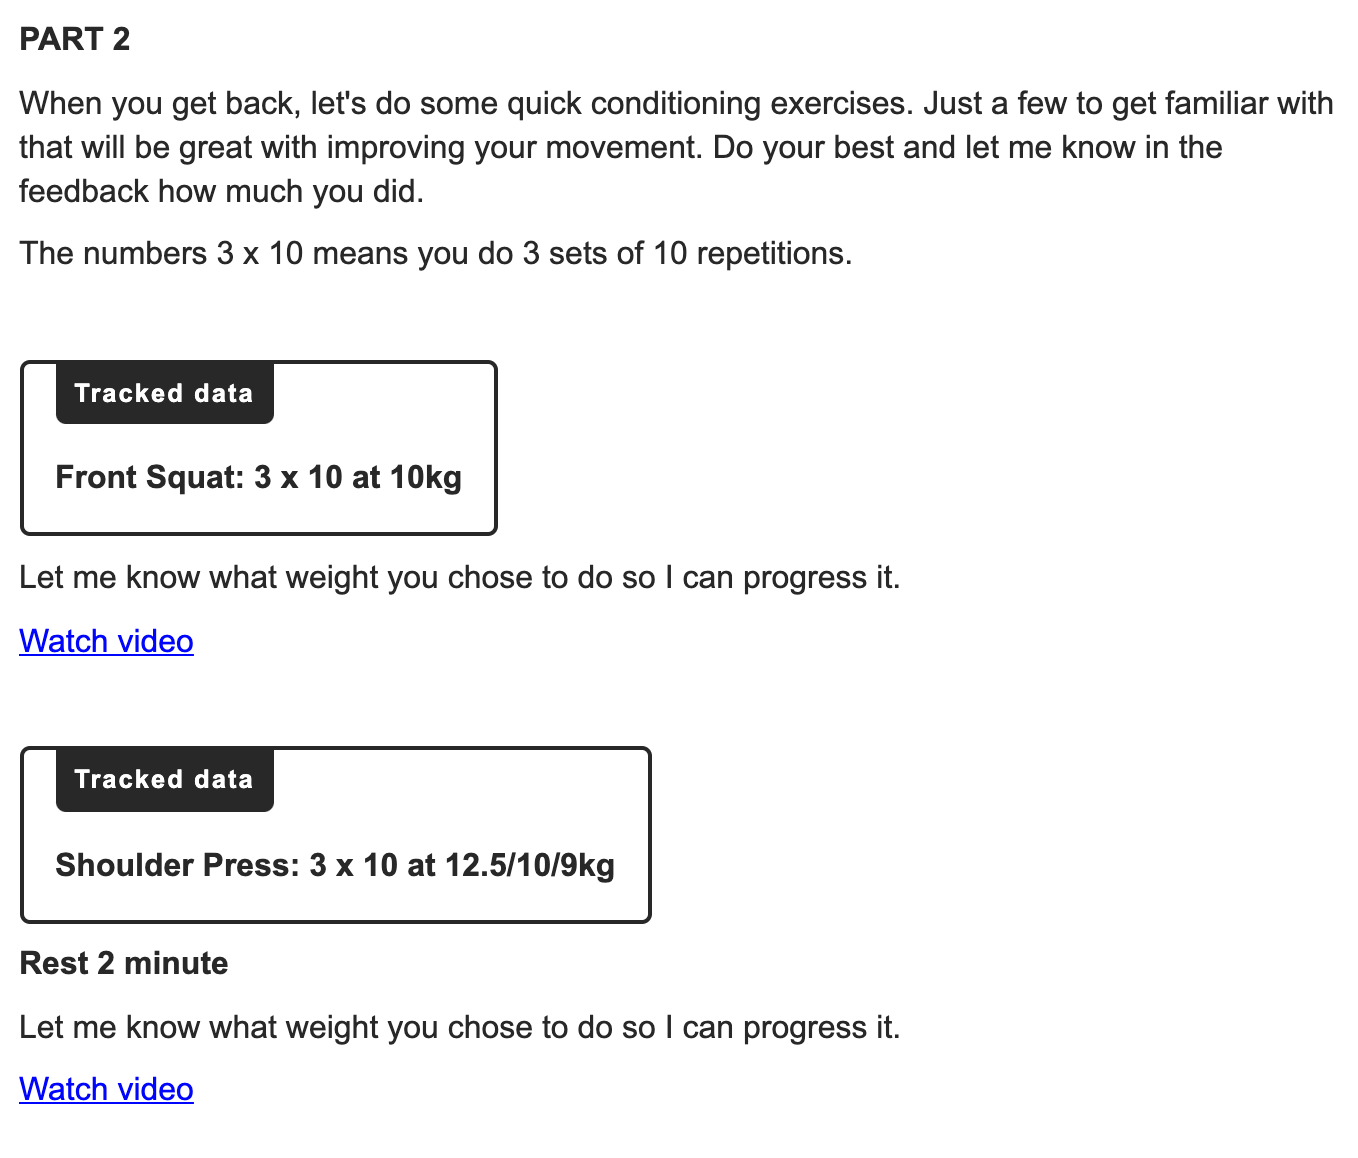 PART 2
When you get back, let's do some quick conditioning exercises. Just a few to get familiar with
that will be great with improving your movement. Do your best and let me know in the
feedback how much you did.
The numbers 3 x 10 means you do 3 sets of 10 repetitions.
Tracked data
Front Squat: 3 x 10 at 10kg
Let me know what weight you chose to do so I can progress it.
Watch video
Tracked data
Shoulder Press: 3 x 10 at 12.5/10/9kg
Rest 2 minute
Let me know what weight you chose to do so I can progress it.
Watch video